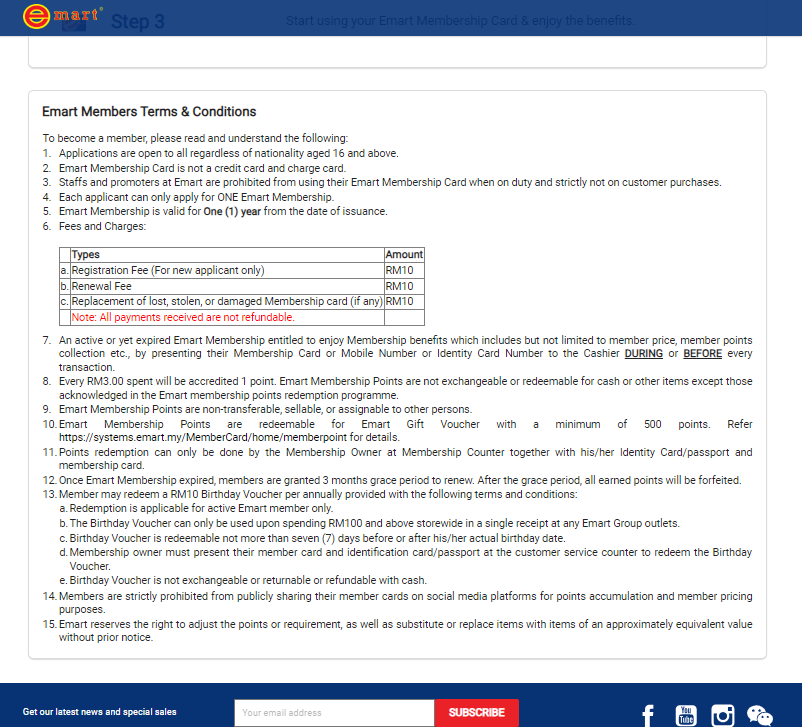 emart
Step 3
Start using your Emart Membership Card & enjoy the benefits.
Emart Members Terms & Conditions
To become a member, please read and understand the following:
1. Applications are open to all regardless of nationality aged 16 and above.
2. Emart Membership Card is not a credit card and charge card.
3. Staffs and promoters at Emart are prohibited from using their Emart Membership Card when on duty and strictly not on customer purchases.
4. Each applicant can only apply for ONE Emart Membership.
5. Emart Membership is valid for One (1) year from the date of issuance.
6. Fees and Charges:
Types Amount
a. Registration Fee (For new applicant only) RM10
b. Renewal Fee RM10
c. Replacement of lost, stolen, or damaged Membership card (if any) RM10
Note: All payments received are not refundable.
7. An active or yet expired Emart Membership entitled to enjoy Membership benefits which includes but not limited to member price, member points
collection etc., by presenting their Membership Card or Mobile Number or Identity Card Number to the Cashier DURING or BEFORE every
transaction.
8. Every RM3.00 spent will be accredited 1 point. Emart Membership Points are not exchangeable or redeemable for cash or other items except those
acknowledged in the Emart membership points redemption programme.
9. Emart Membership Points are non-transferable, sellable, or assignable to other persons.
10. Emart Membership Points are redeemable for Emart Gift Voucher with a minimum of 500 points. Refer
https://systems.emart.my/MemberCard/home/memberpoint for details.
11. Points redemption can only be done by the Membership Owner at Membership Counter together with his/her Identity Card/passport and
membership card.
12. Once Emart Membership expired, members are granted 3 months grace period to renew. After the grace period, all earned points will be forfeited.
13. Member may redeem a RM10 Birthday Voucher per annually provided with the following terms and conditions:
a. Redemption is applicable for active Emart member only.
b. The Birthday Voucher can only be used upon spending RM100 and above storewide in a single receipt at any Emart Group outlets.
c. Birthday Voucher is redeemable not more than seven (7) days before or after his/her actual birthday date.
d. Membership owner must present their member card and identification card/passport at the customer service counter to redeem the Birthday
Voucher.
e. Birthday Voucher is not exchangeable or returnable or refundable with cash.
14. Members are strictly prohibited from publicly sharing their member cards on social media platforms for points accumulation and member pricing
purposes.
15. Emart reserves the right to adjust the points or requirement, as well as substitute or replace items with items of an approximately equivalent value
without prior notice.
Get our latest news and special sales
Your email address
SUBSCRIBE
f
You
Tube